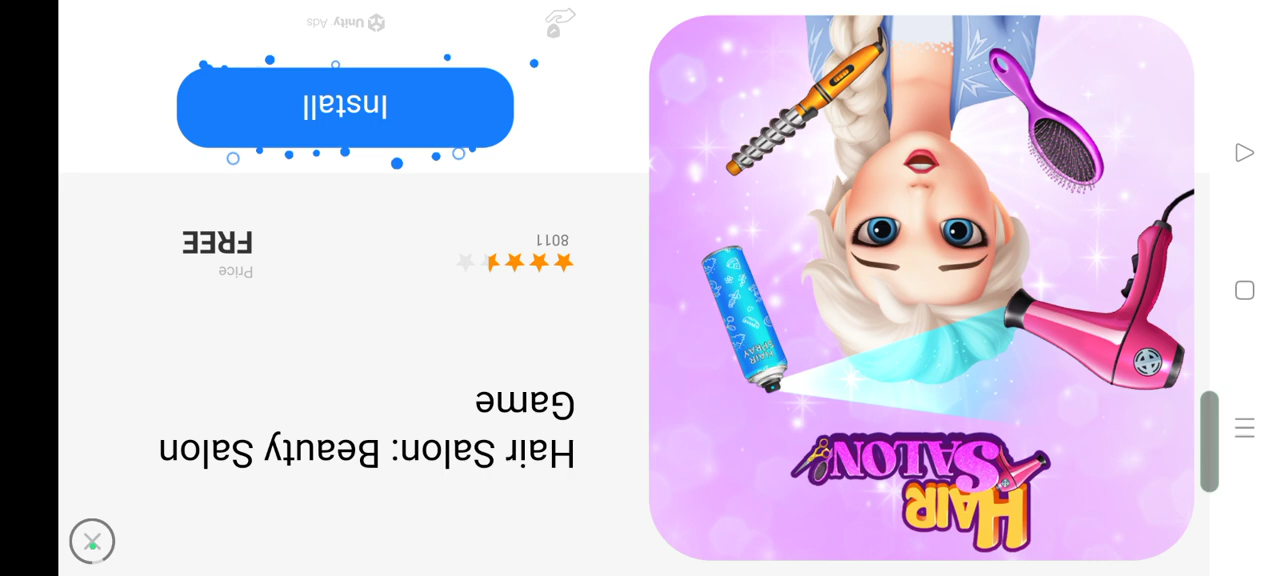 HAIR
SALON
HAIR
SPRAY
Hair Salon: Beauty Salon
Game
8011
Price
FREE
Install
Unity Ads